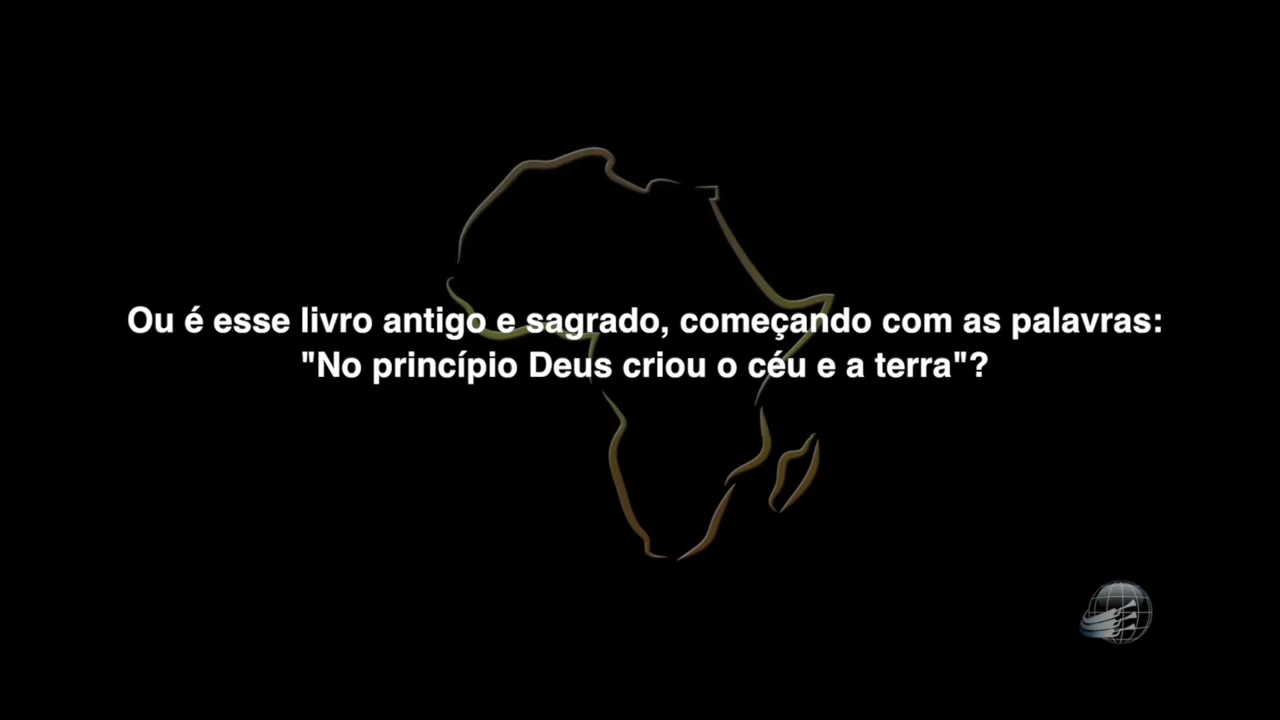 Ou é esse livro antigo e sagrado, começando com as palavras:
"No princípio Deus criou o céu e a terra"?